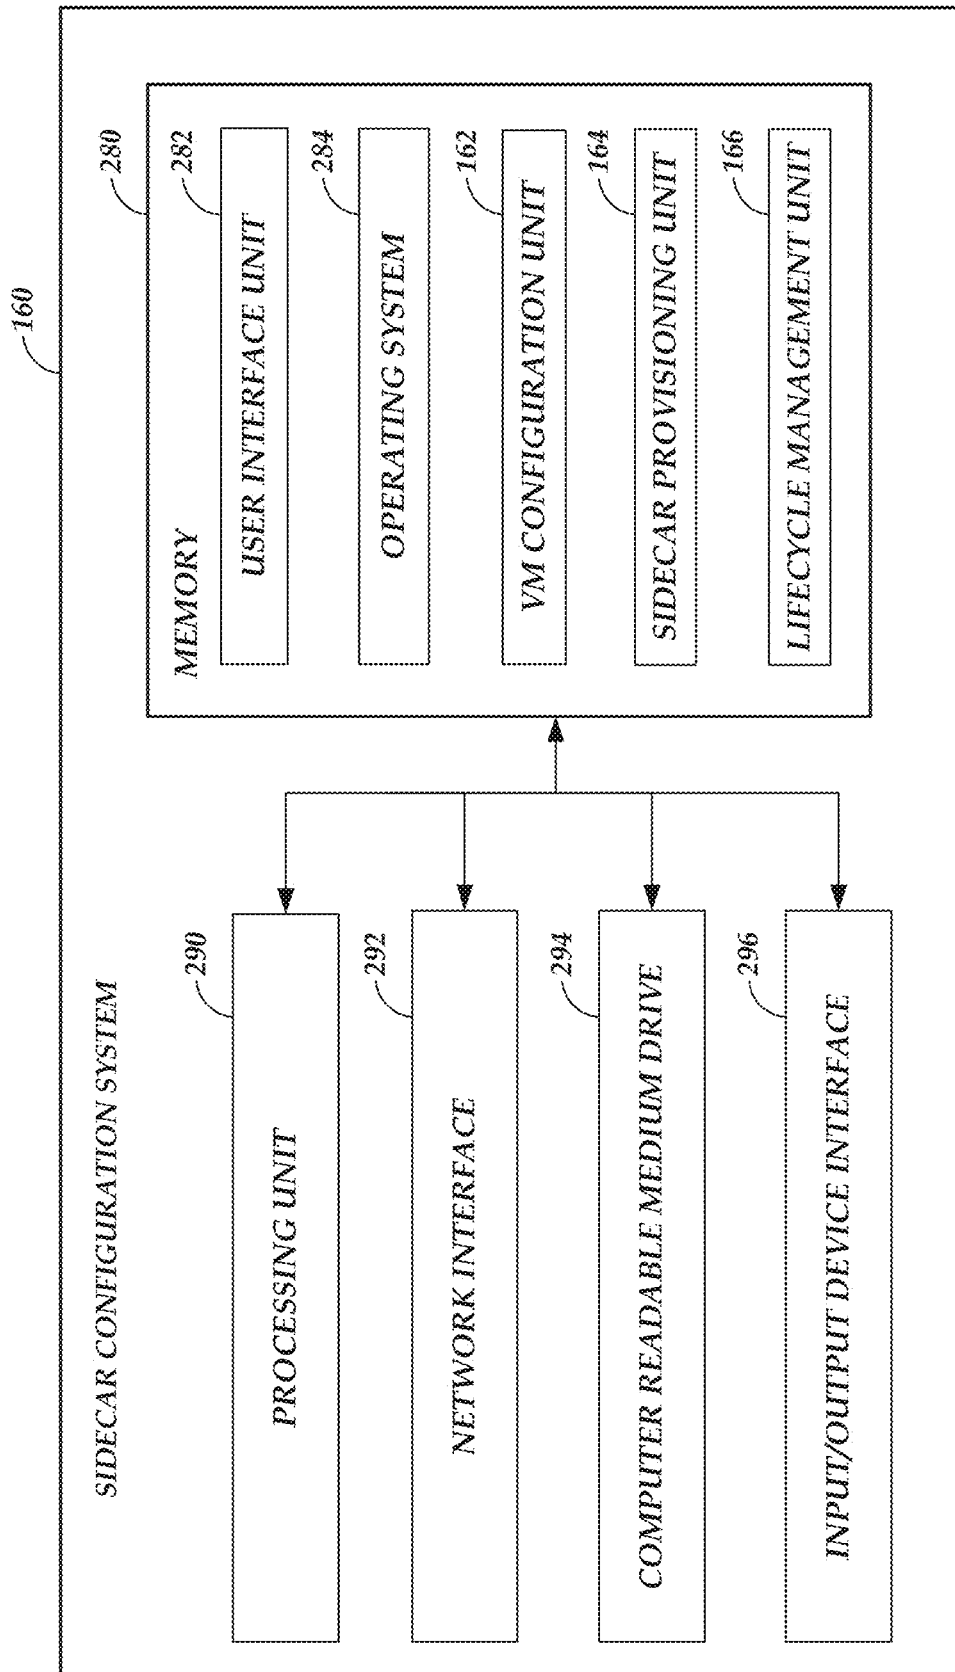 160
SIDECAR CONFIGURATION SYSTEM
290
PROCESSING UNIT
292
NETWORK INTERFACE
294
COMPUTER READABLE MEDIUM DRIVE
296
INPUT/OUTPUT DEVICE INTERFACE
280
MEMORY
282
USER INTERFACE UNIT
284
OPERATING SYSTEM
162
VM CONFIGURATION UNIT
164
SIDECAR PROVISIONING UNIT
166
LIFECYCLE MANAGEMENT UNIT